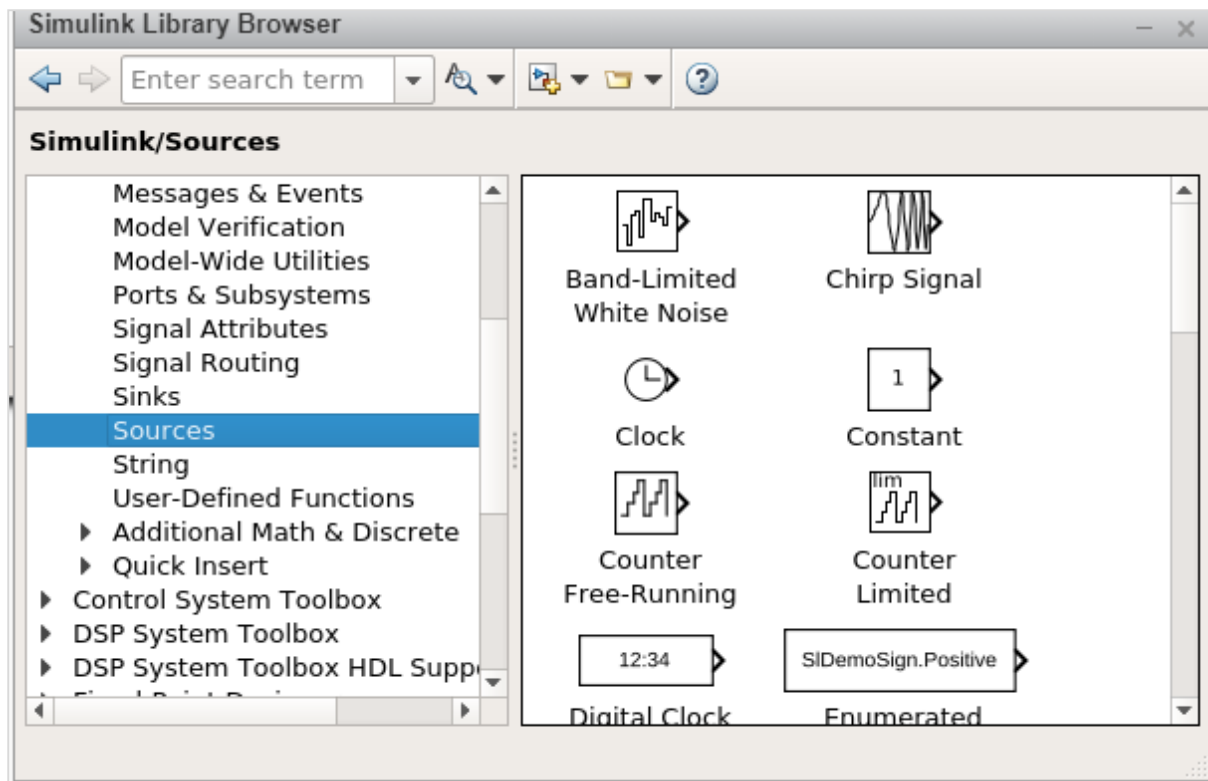 Simulink Library Browser
Enter search term
Simulink/Sources
Messages & Events
Model Verification
Model-Wide Utilities
Ports & Subsystems
Signal Attributes
Signal Routing
Sinks
Sources
String
User-Defined Functions
Additional Math & Discrete
Quick Insert
Control System Toolbox
DSP System Toolbox
DSP System Toolbox HDL Supp
Band-Limited
White Noise
Chirp Signal
Clock
1
Constant
Counter
Free-Running
lim
Counter
Limited
12:34
Digital Clock
SlDemoSign.Positive
Enumerated